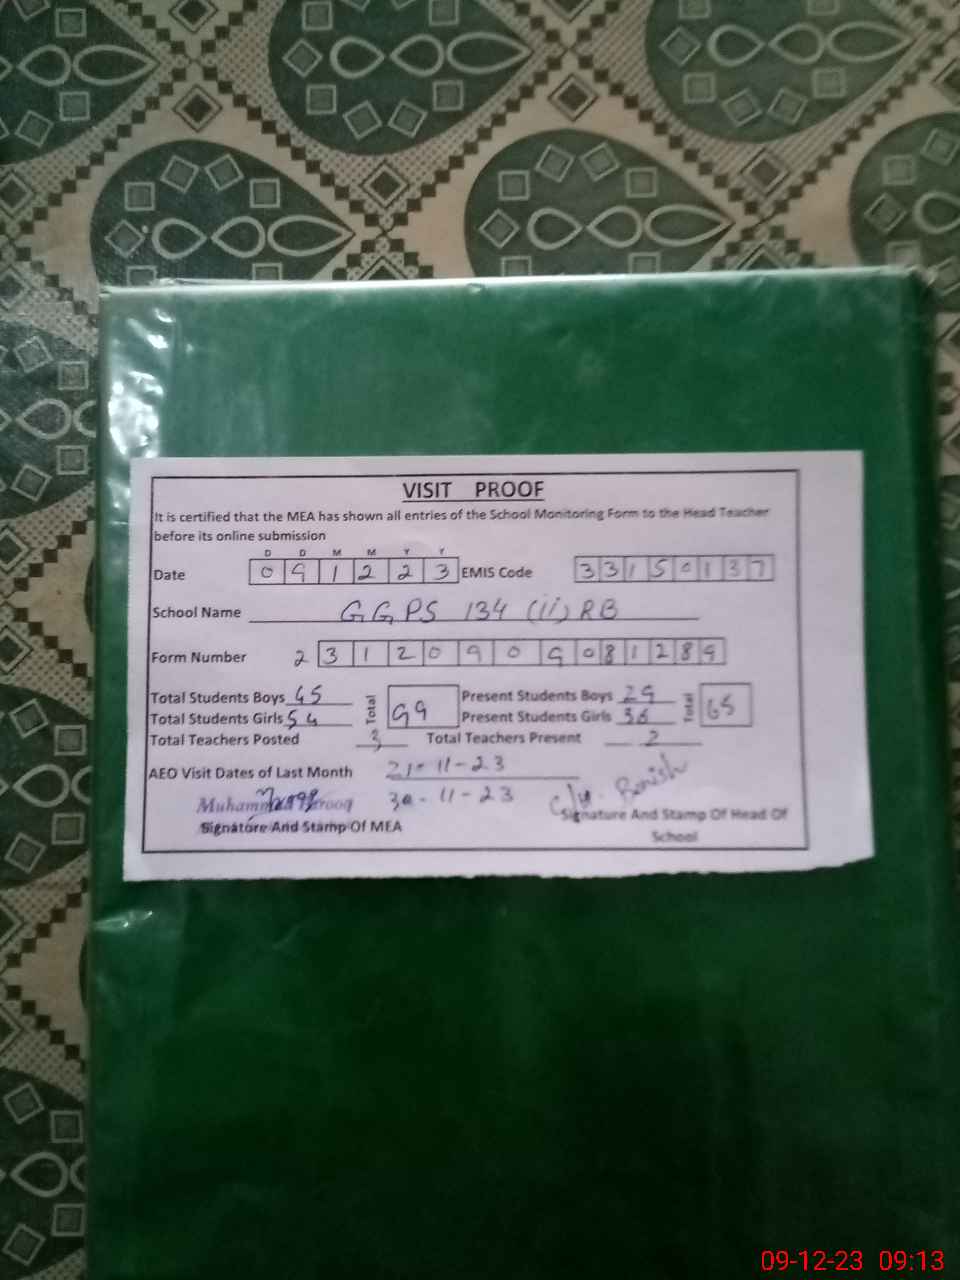 VISIT PROOF
It is certified that the MEA has shown all entries of the School Monitoring Form to the Head Teacher
before its online submission
D D M M Y Y
Date 0 9 1 2 2 3 EMIS Code 3 3 1 5 0 1 3 7
School Name GGPS 134 (ii) RB
Form Number 2 3 1 2 0 9 0 9 0 8 1 2 8 9
Total Students Boys 45 Total 99 Present Students Boys 29 Total 65
Total Students Girls 54 Present Students Girls 36
Total Teachers Posted 3 Total Teachers Present 2
AEO Visit Dates of Last Month 21-11-23
30-11-23
Muhammad Farooq
Signature And Stamp Of MEA
Benish
Signature And Stamp Of Head Of
School
09-12-23 09:13